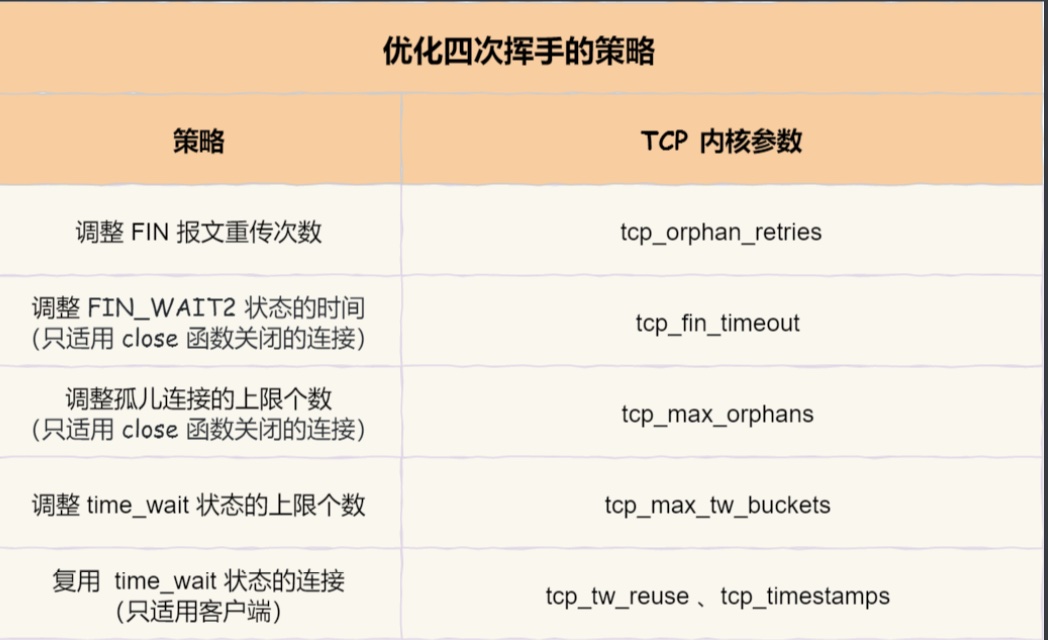 优化四次挥手的策略
策略
TCP 内核参数
调整 FIN 报文重传次数
tcp_orphan_retries
调整 FIN_WAIT2 状态的时间
(只适用 close 函数关闭的连接)
tcp_fin_timeout
调整孤儿连接的上限个数
(只适用 close 函数关闭的连接)
tcp_max_orphans
调整 time_wait 状态的上限个数
tcp_max_tw_buckets
复用 time_wait 状态的连接
(只适用客户端)
tcp_tw_reuse 、tcp_timestamps